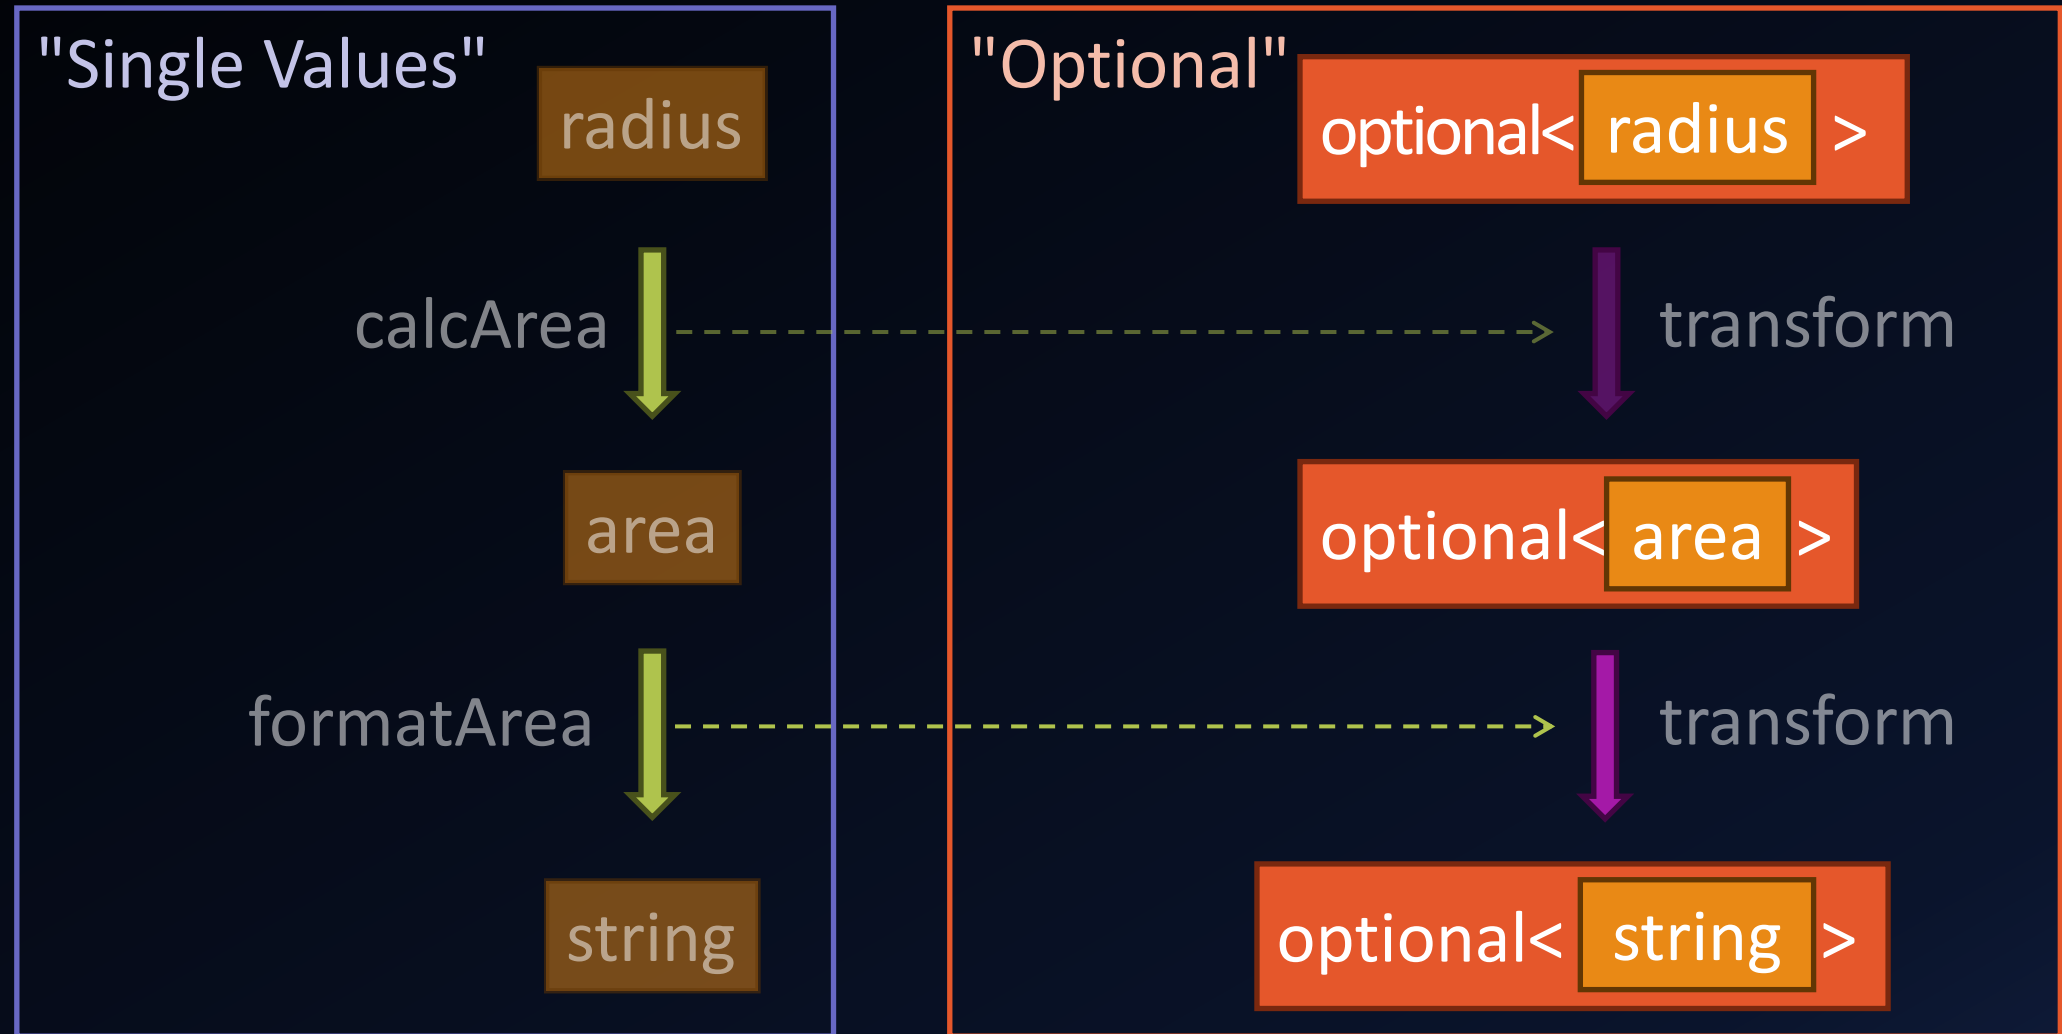 "Single Values"
radius
calcArea
area
formatArea
string
"Optional"
optional< radius >
transform
optional< area >
transform
optional< string >